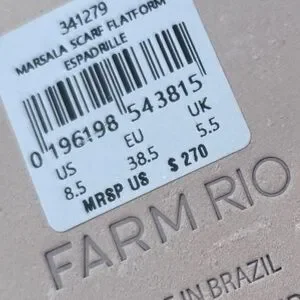 341279
MARSALA SCARF FLATFORM
ESPADRILLE
0 196198 543815
US EU UK
8.5 38.5 5.5
MRSP US $ 270
FARM RIO
IN BRAZIL